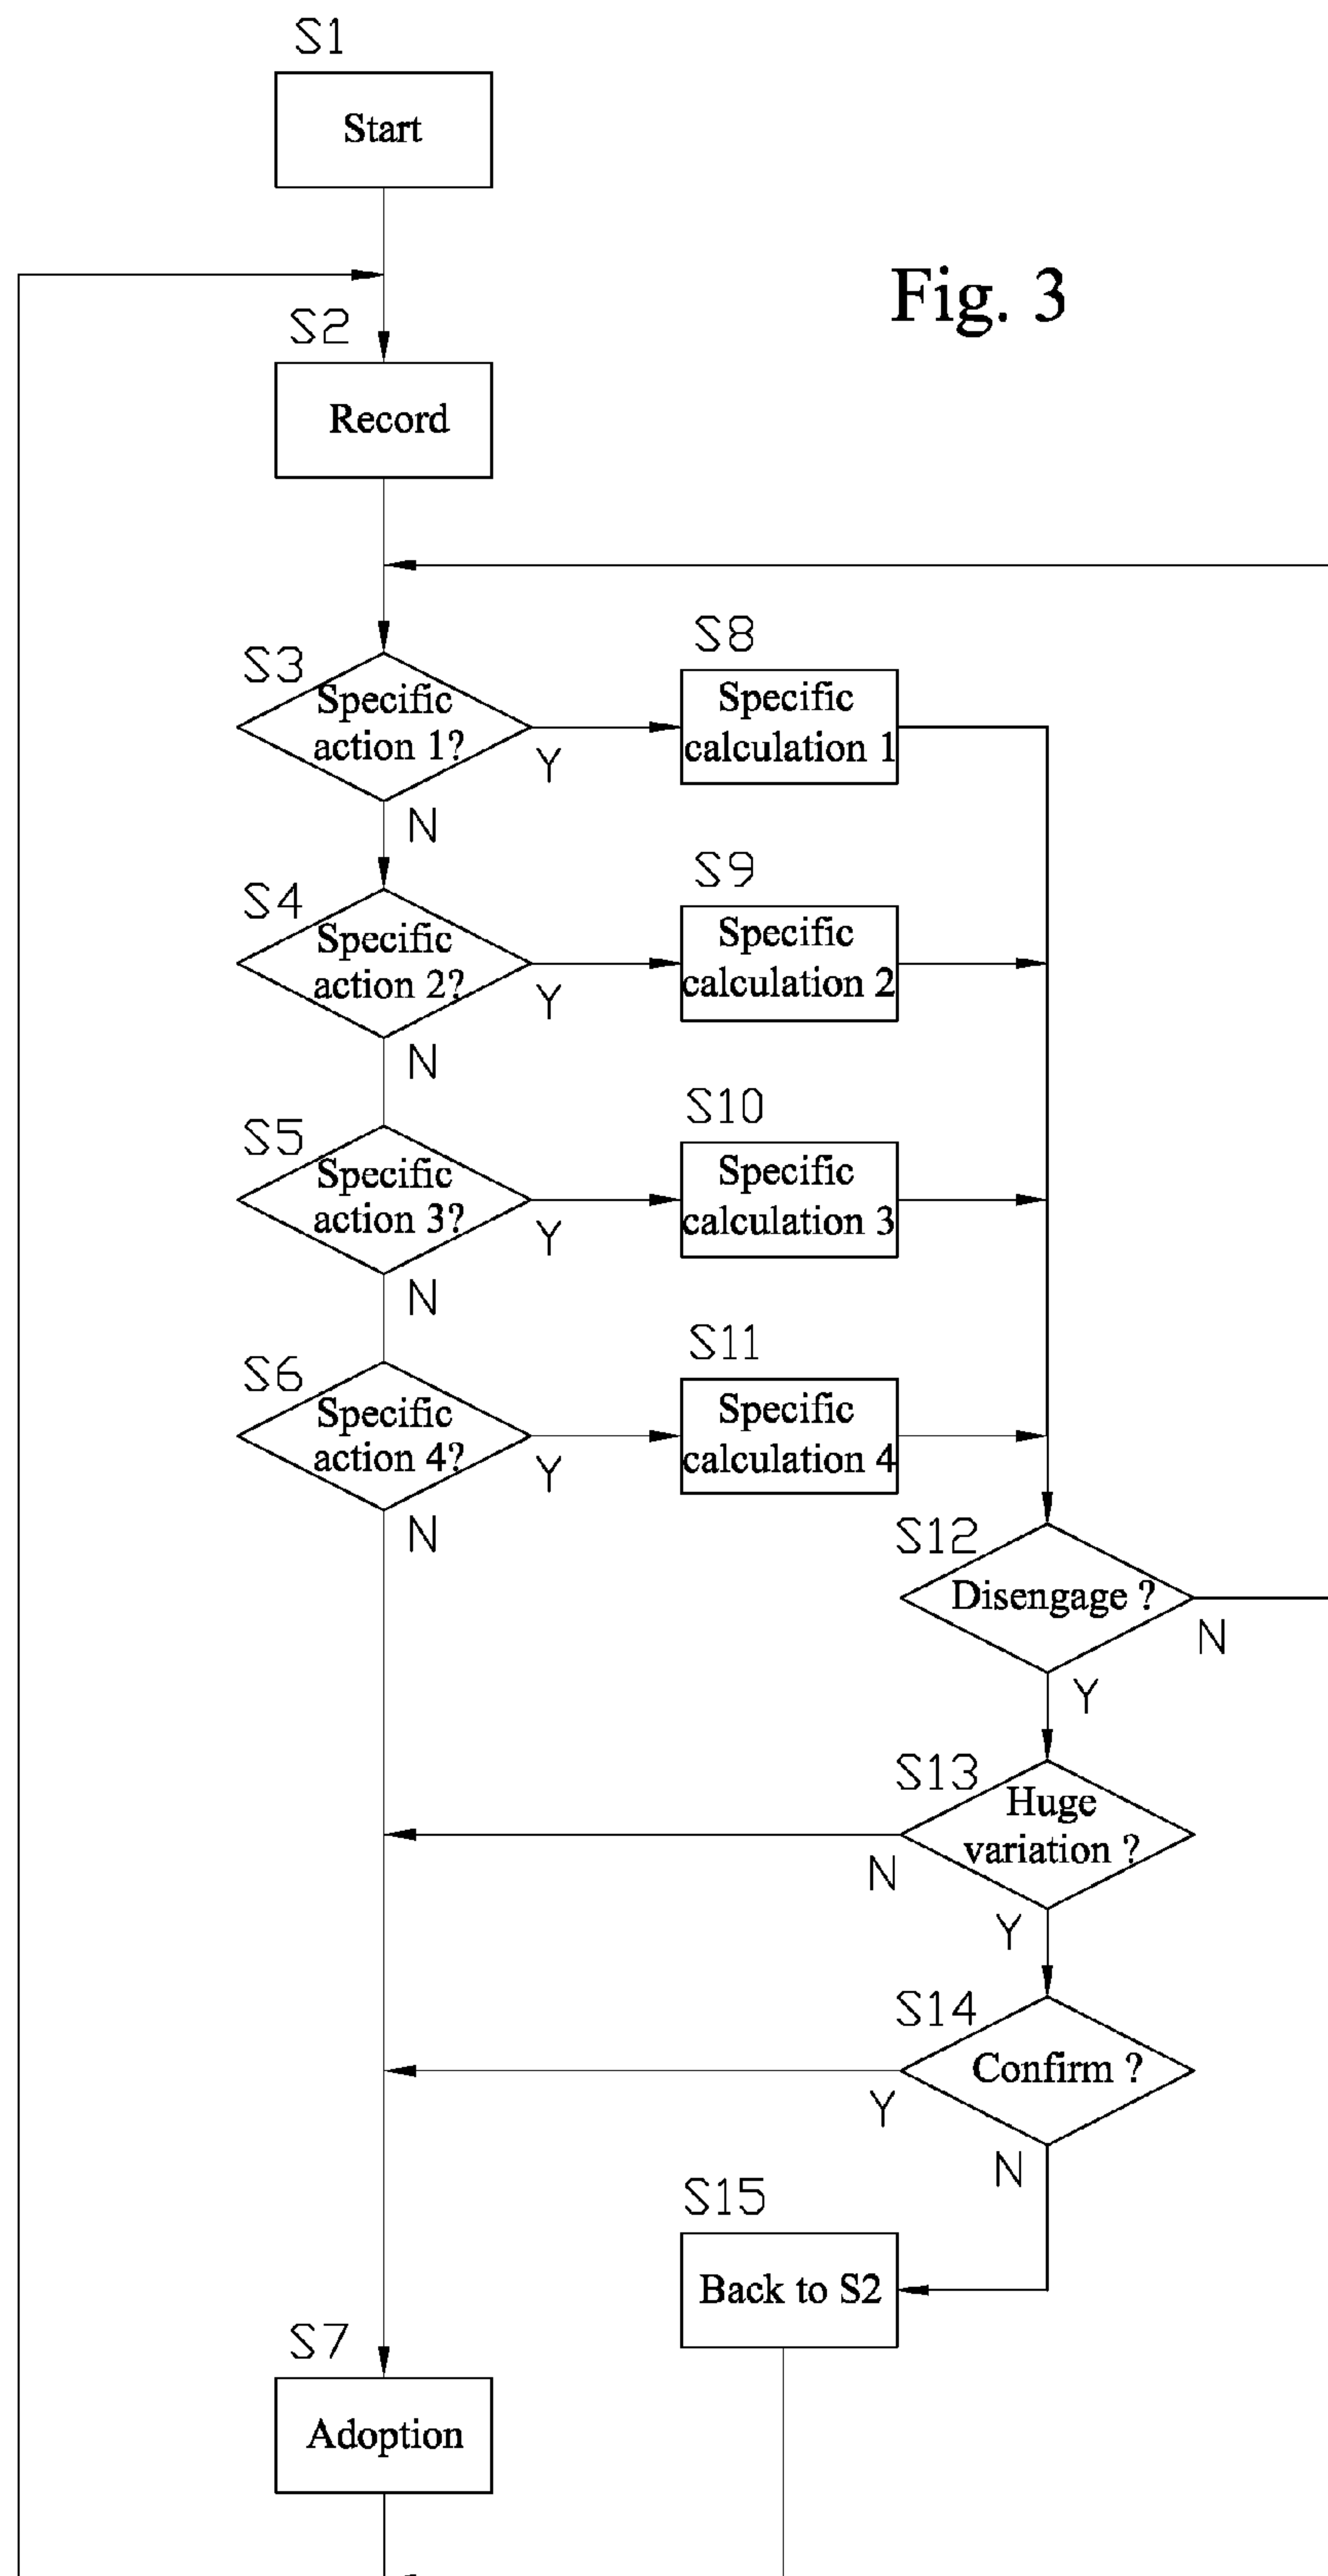 S1
Start
Fig. 3
S2
Record
S3
Specific
action 1?
Y
N
S8
Specific
calculation 1
S4
Specific
action 2?
Y
N
S9
Specific
calculation 2
S5
Specific
action 3?
Y
N
S10
Specific
calculation 3
S6
Specific
action 4?
Y
N
S11
Specific
calculation 4
S12
Disengage ?
N
Y
S13
Huge
variation ?
N
Y
S14
Confirm ?
Y
N
S15
Back to S2
S7
Adoption